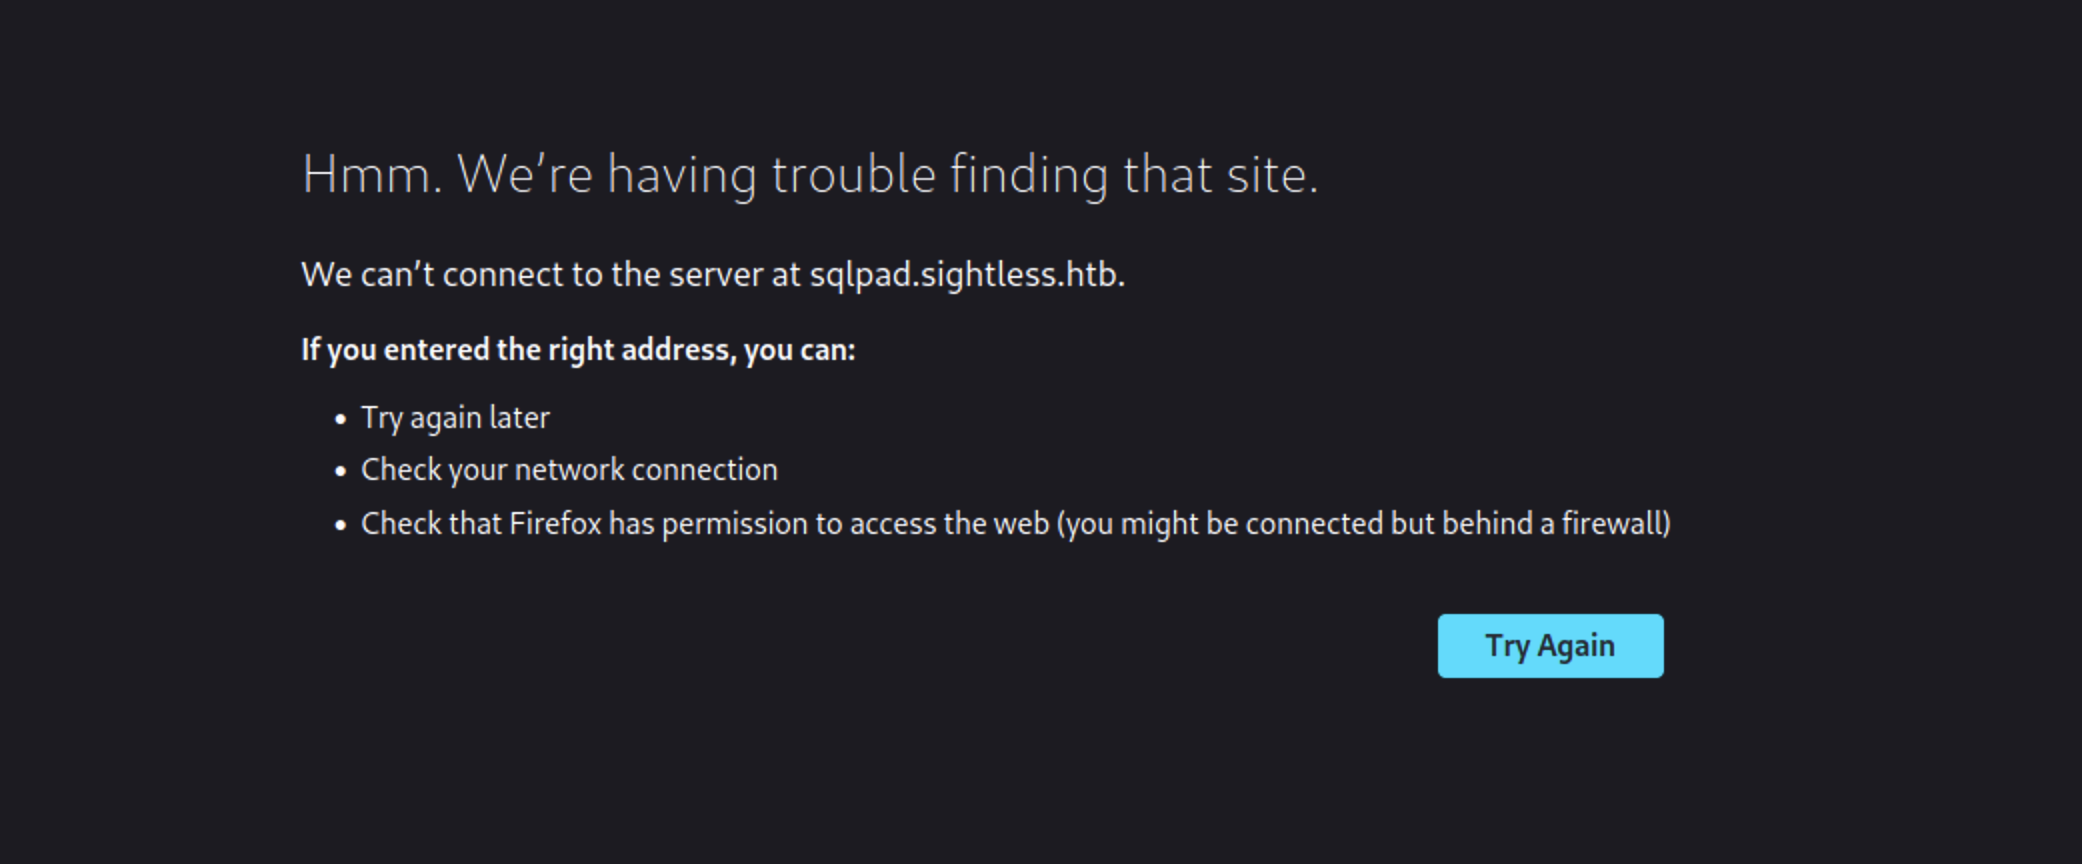 Hmm. We’re having trouble finding that site.
We can’t connect to the server at sqlpad.sightless.htb.
If you entered the right address, you can:
• Try again later
• Check your network connection
• Check that Firefox has permission to access the web (you might be connected but behind a firewall)
Try Again